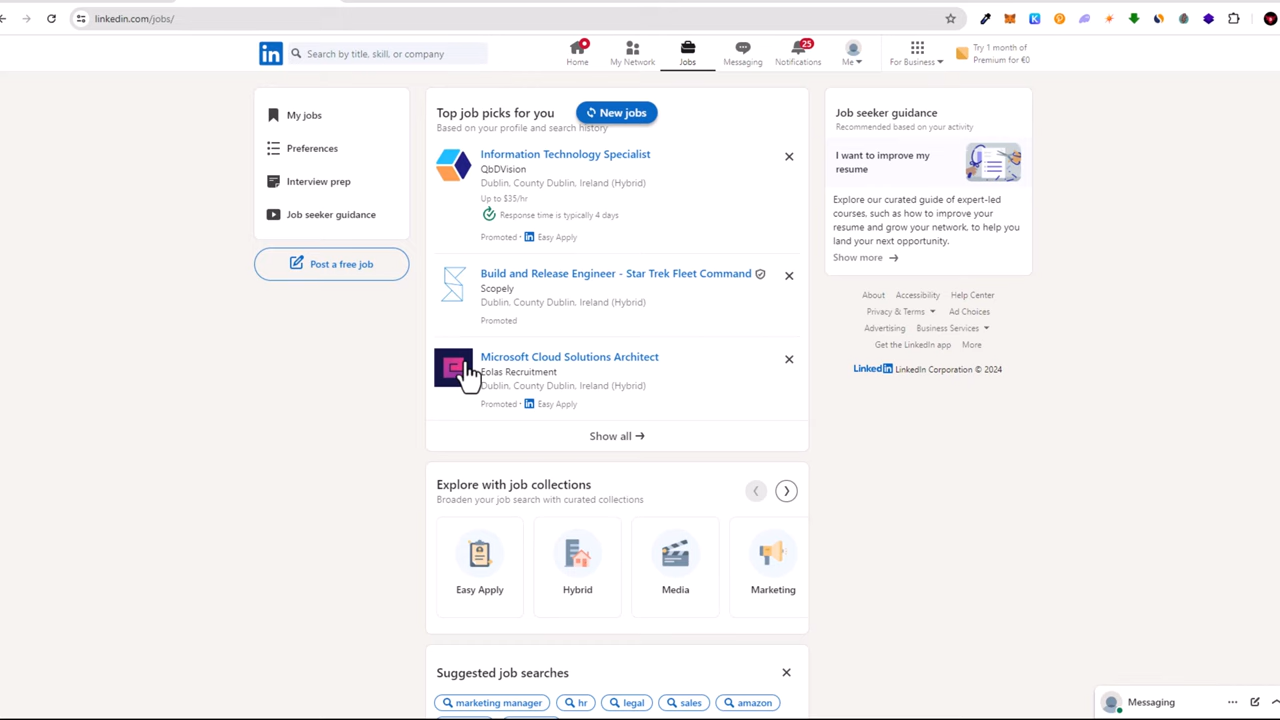 linkedin.com/jobs/
in
Search by title, skill, or company
Home
My Network
Jobs
Messaging
25
Notifications
Me
For Business
Try 1 month of
Premium for €0
My jobs
Preferences
Interview prep
Job seeker guidance
Post a free job
Top job picks for you
New jobs
Based on your profile and search history
Information Technology Specialist
QbDVision
Dublin, County Dublin, Ireland (Hybrid)
Up to $35/hr
Response time is typically 4 days
Promoted · in Easy Apply
Build and Release Engineer - Star Trek Fleet Command
Scopely
Dublin, County Dublin, Ireland (Hybrid)
Promoted
Microsoft Cloud Solutions Architect
Eolas Recruitment
Dublin, County Dublin, Ireland (Hybrid)
Promoted · in Easy Apply
Show all →
Explore with job collections
Broaden your job search with curated collections
Easy Apply
Hybrid
Media
Marketing
Suggested job searches
marketing manager
hr
legal
sales
amazon
Job seeker guidance
Recommended based on your activity
I want to improve my
resume
Explore our curated guide of expert-led
courses, such as how to improve your
resume and grow your network, to help you
land your next opportunity.
Show more →
About Accessibility Help Center
Privacy & Terms Ad Choices
Advertising Business Services
Get the LinkedIn app More
LinkedIn LinkedIn Corporation © 2024
Messaging